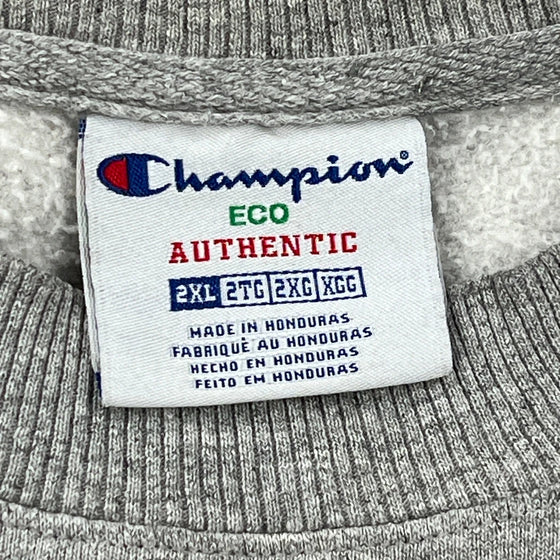 Champion®
ECO
AUTHENTIC
2XL 2TG 2XG XGG
MADE IN HONDURAS
FABRIQUÉ AU HONDURAS
HECHO EN HONDURAS
FEITO EM HONDURAS